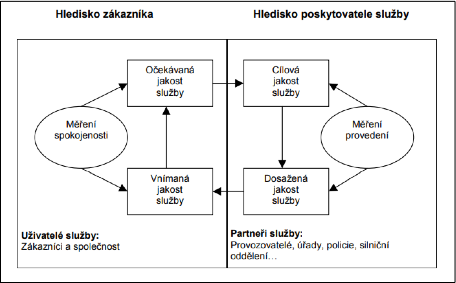 Hledisko zákazníka
Hledisko poskytovatele služby
Očekávaná
jakost
služby
Cílová
jakost
služby
Měření
spokojenosti
Měření
provedení
Vnímaná
jakost
služby
Dosažená
jakost
služby
Uživatelé služby:
Zákazníci a společnost
Partneři služby:
Provozovatelé, úřady, policie, silniční
oddělení…